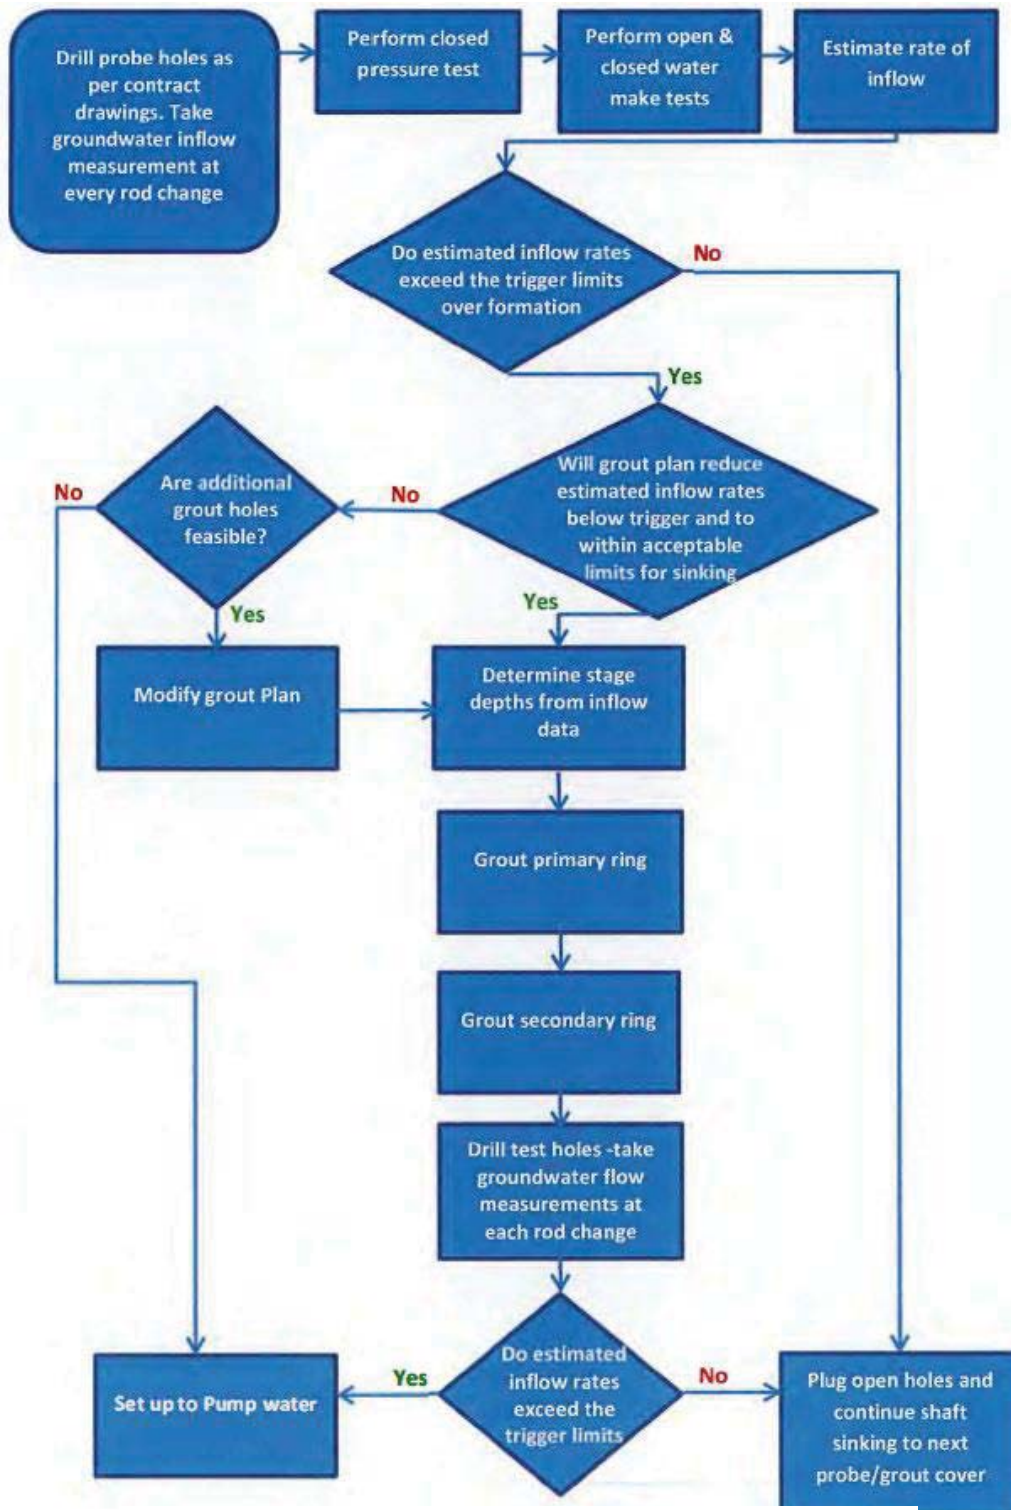 Drill probe holes as
per contract
drawings. Take
groundwater inflow
measurement at
every rod change
Perform closed
pressure test
Perform open &
closed water
make tests
Estimate rate of
inflow
Do estimated inflow rates
exceed the trigger limits
over formation
No
Yes
Will grout plan reduce
estimated inflow rates
below trigger and to
within acceptable
limits for sinking
No
Are additional
grout holes
feasible?
No
Yes
Yes
Modify grout Plan
Determine stage
depths from inflow
data
Grout primary ring
Grout secondary ring
Drill test holes -take
groundwater flow
measurements at
each rod change
Do estimated
inflow rates
exceed the
trigger limits
Yes
No
Set up to Pump water
Plug open holes and
continue shaft
sinking to next
probe/grout cover